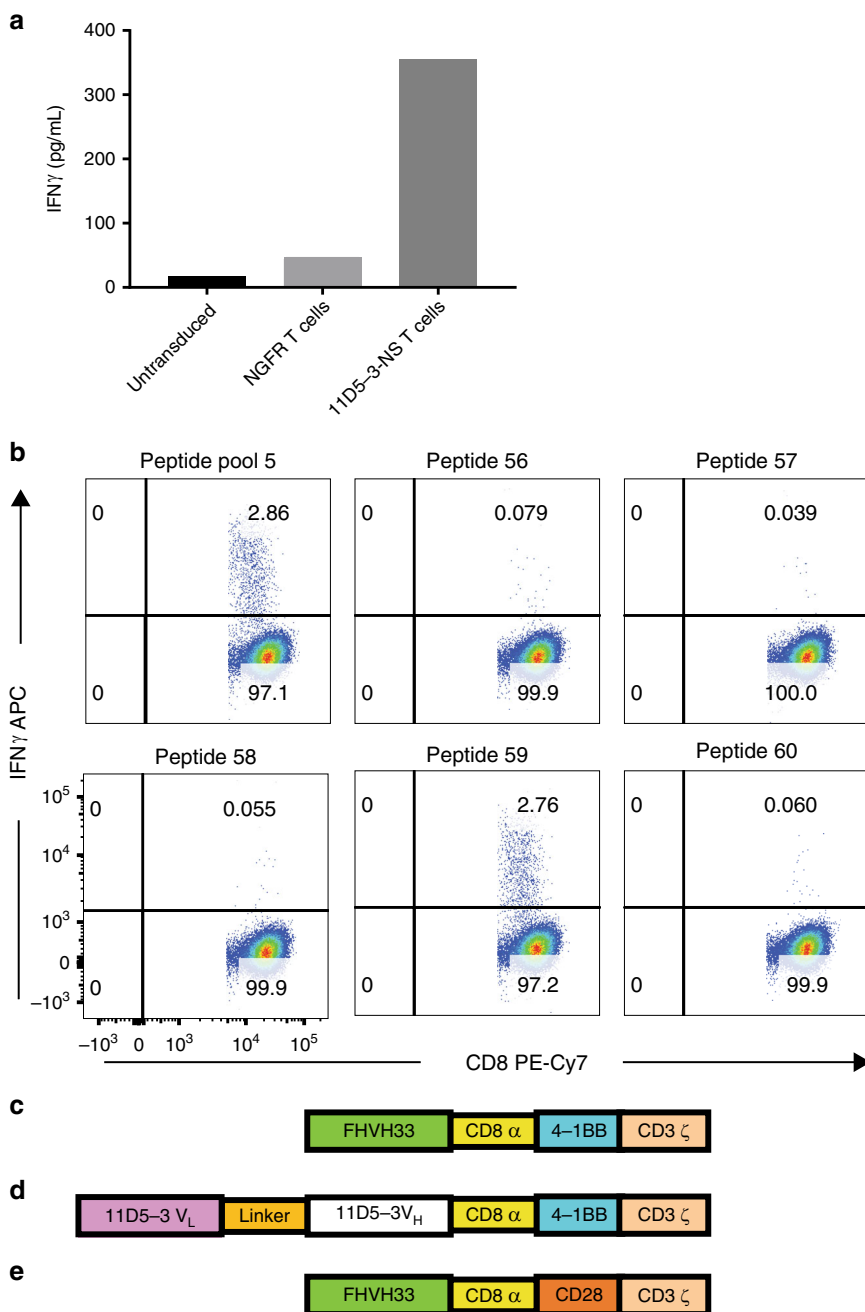 a
400
300
200
100
0
IFNγ (pg/mL)
Untransduced
NGFR T cells
11D5–3-NS T cells
b
Peptide pool 5
Peptide 56
Peptide 57
0
2.86
0
0.079
0
0.039
0
97.1
0
99.9
0
100.0
IFNγ APC
Peptide 58
Peptide 59
Peptide 60
10⁵
10⁴
10³
0
–10³
0
0.055
0
2.76
0
0.060
0
99.9
0
97.2
0
99.9
–10³ 0 10³ 10⁴ 10⁵
CD8 PE-Cy7
c
FHVH33 CD8 α 4–1BB CD3 ζ
d
11D5–3 V_L Linker 11D5–3V_H CD8 α 4–1BB CD3 ζ
e
FHVH33 CD8 α CD28 CD3 ζ